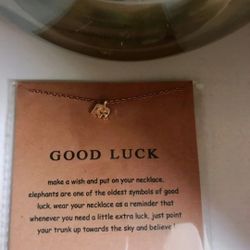 GOOD LUCK
make a wish and put on your necklace,
elephants are one of the oldest symbols of good
luck, wear your necklace as a reminder that
whenever you need a little extra luck, just point
your trunk up towards the sky and believe!